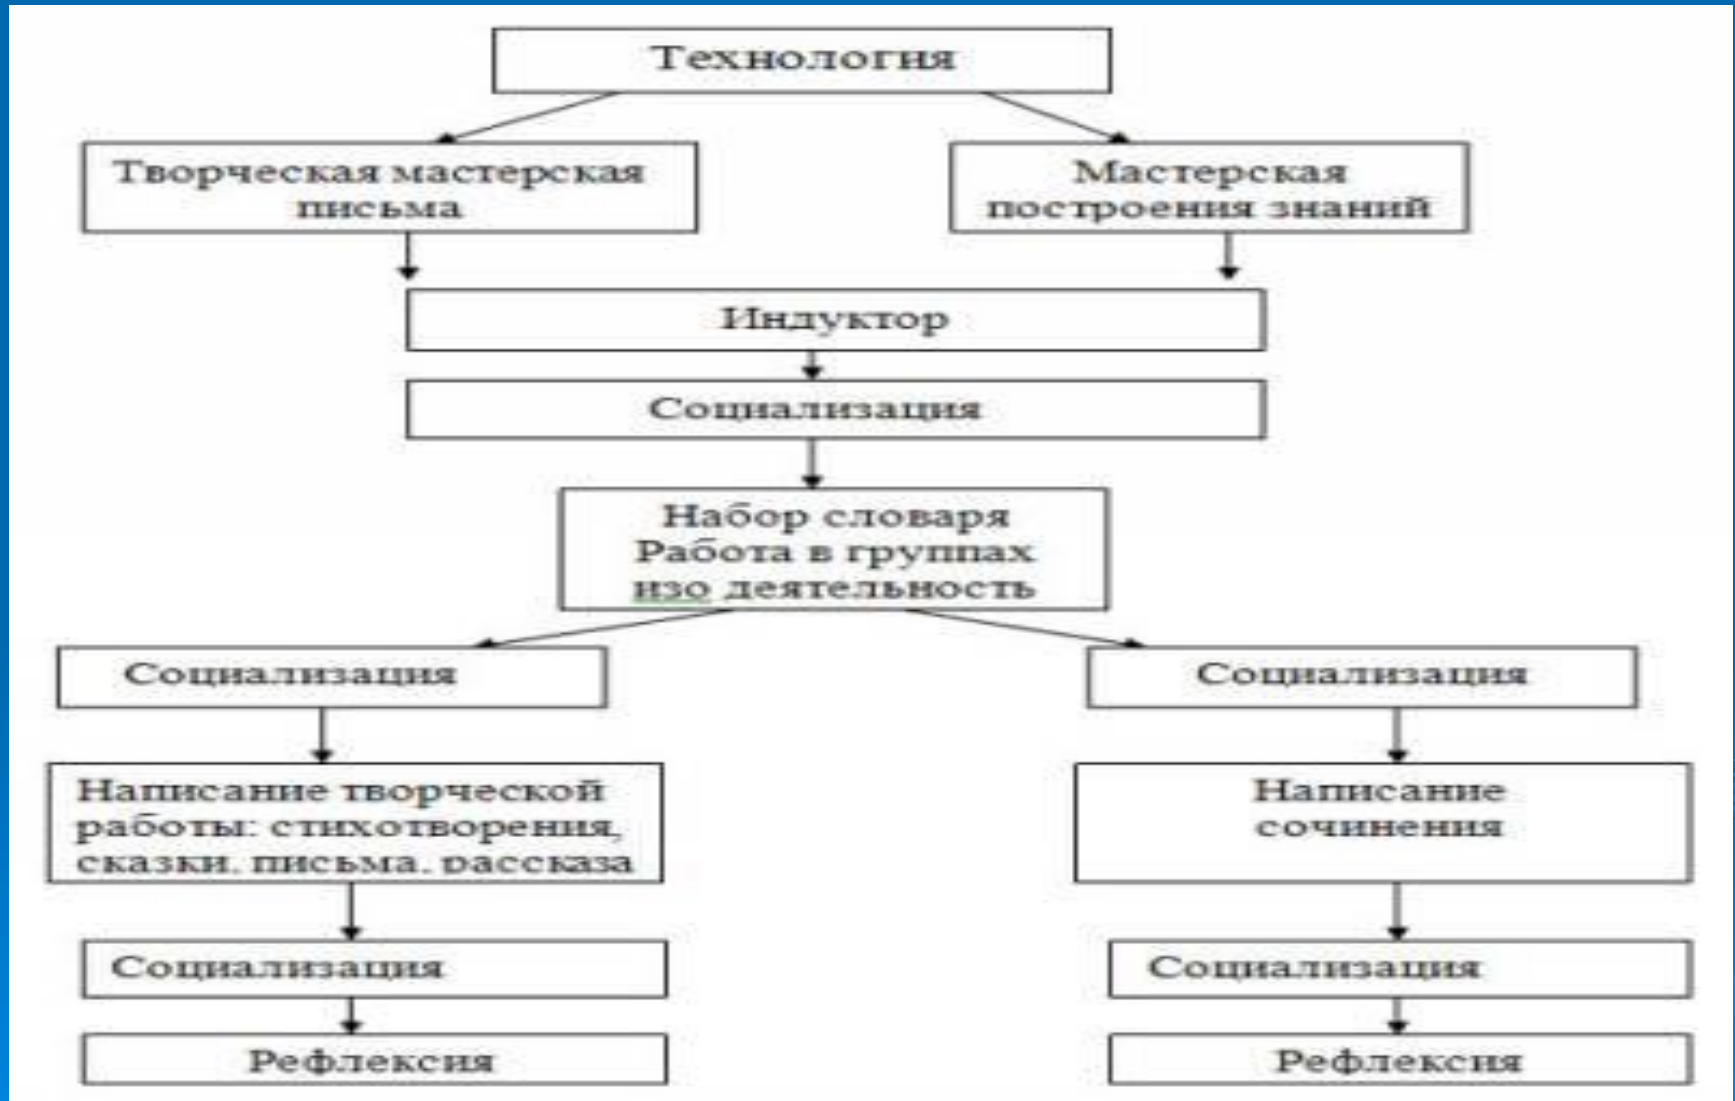 Технология
Творческая мастерская
письма
Мастерская
построения знаний
Индуктор
Социализация
Набор словаря
Работа в группах
изо деятельность
Социализация
Социализация
Написание творческой
работы: стихотворения,
сказки, письма, рассказа
Написание
сочинения
Социализация
Социализация
Рефлексия
Рефлексия